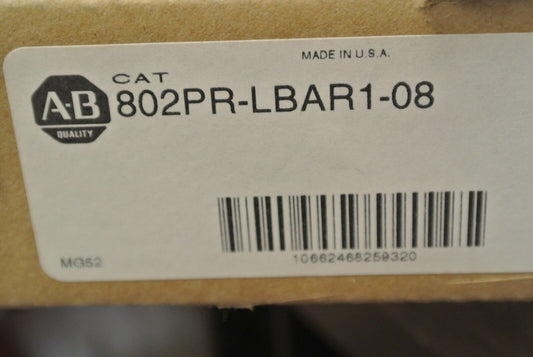 MADE IN U.S.A.
CAT
A-B
QUALITY
802PR-LBAR1-08
10662468259320
MG52